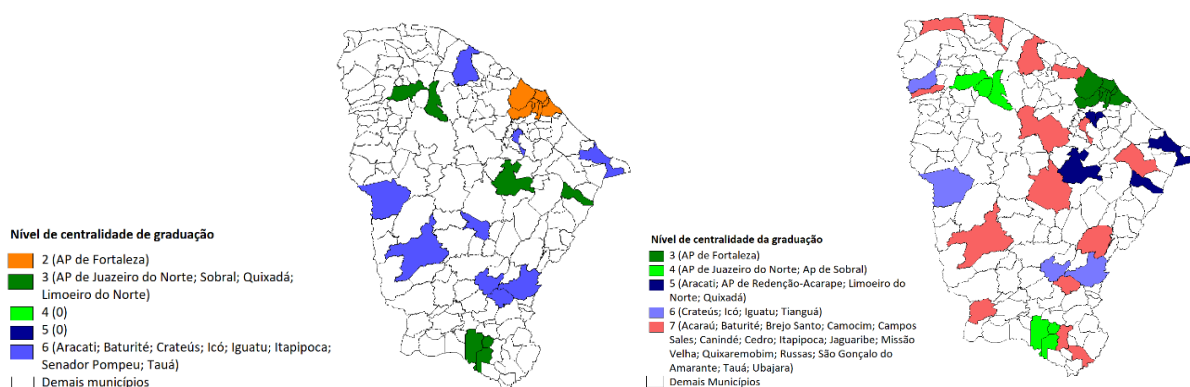 Nível de centralidade de graduação
2 (AP de Fortaleza)
3 (AP de Juazeiro do Norte; Sobral; Quixadá;
Limoeiro do Norte)
4 (0)
5 (0)
6 (Aracati; Baturité; Crateús; Icó; Iguatu; Itapipoca;
Senador Pompeu; Tauá)
Demais municípios
Nível de centralidade da graduação
3 (AP de Fortaleza)
4 (AP de Juazeiro do Norte; Ap de Sobral)
5 (Aracati; AP de Redenção-Acarape; Limoeiro do
Norte; Quixadá)
6 (Crateús; Icó; Iguatu; Tianguá)
7 (Acaraú; Baturité; Brejo Santo; Camocim; Campos
Sales; Canindé; Cedro; Itapipoca; Jaguaribe; Missão
Velha; Quixaremobim; Russas; São Gonçalo do
Amarante; Tauá; Ubajara)
Demais Municípios